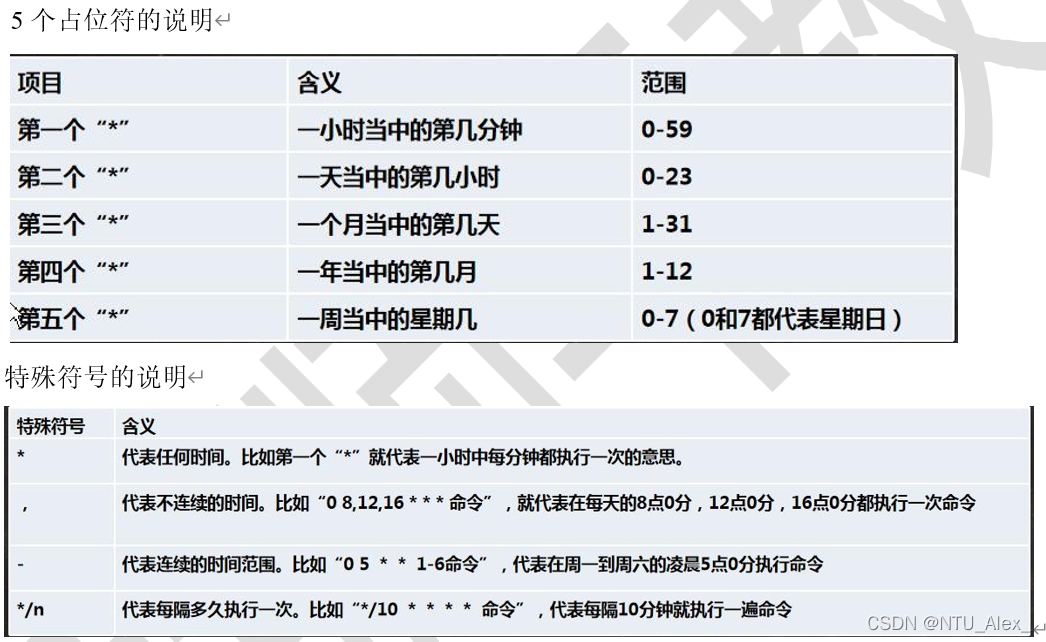 5 个占位符的说明↵
项目 含义 范围
第一个 “*” 一小时当中的第几分钟 0-59
第二个 “*” 一天当中的第几小时 0-23
第三个 “*” 一个月当中的第几天 1-31
第四个 “*” 一年当中的第几月 1-12
第五个 “*” 一周当中的星期几 0-7（0和7都代表星期日）
特殊符号的说明↵
特殊符号 含义
* 代表任何时间。比如第一个 “*” 就代表一小时中每分钟都执行一次的意思。
， 代表不连续的时间。比如 “0 8,12,16 * * * 命令” ，就代表在每天的8点0分，12点0分，16点0分都执行一次命令
- 代表连续的时间范围。比如 “0 5 * * 1-6命令” ，代表在周一到周六的凌晨5点0分执行命令
*/n 代表每隔多久执行一次。比如 “*/10 * * * * 命令” ，代表每隔10分钟就执行一遍命令
CSDN @NTU_Alex_↵